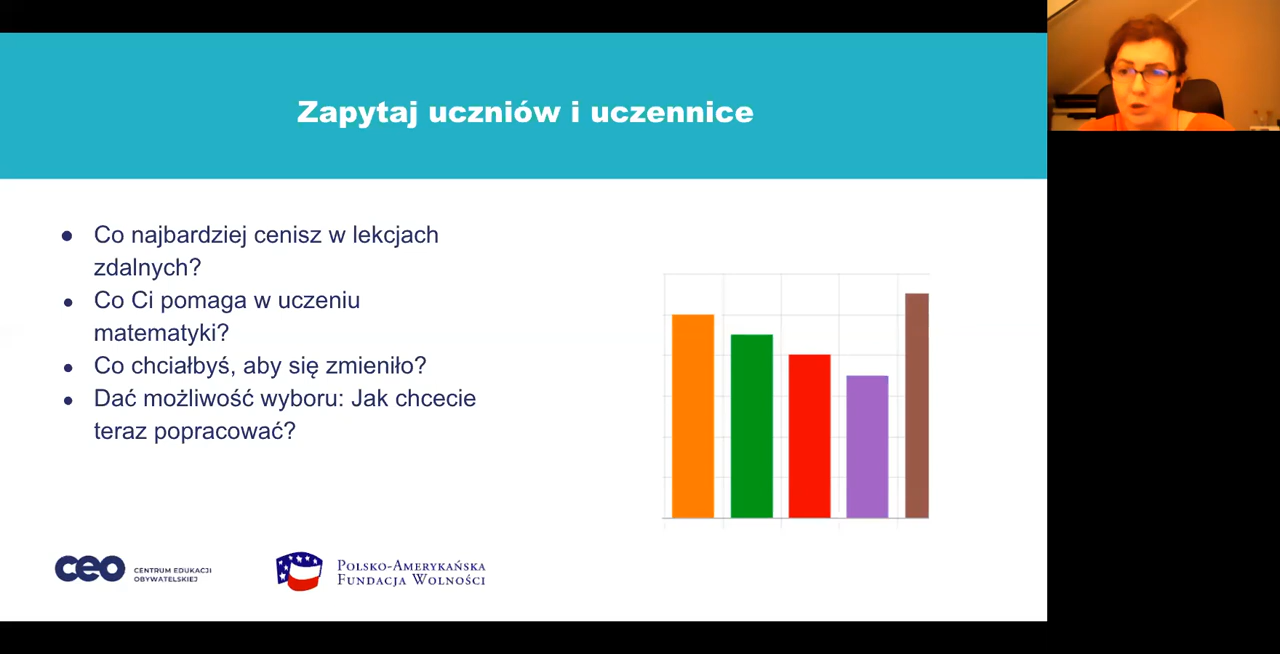 Zapytaj uczniów i uczennice
● Co najbardziej cenisz w lekcjach
zdalnych?
● Co Ci pomaga w uczeniu
matematyki?
● Co chciałbyś, aby się zmieniło?
● Dać możliwość wyboru: Jak chcecie
teraz popracować?
ceo CENTRUM EDUKACJI
OBYWATELSKIEJ
POLSKO-AMERYKAŃSKA
FUNDACJA WOLNOŚCI